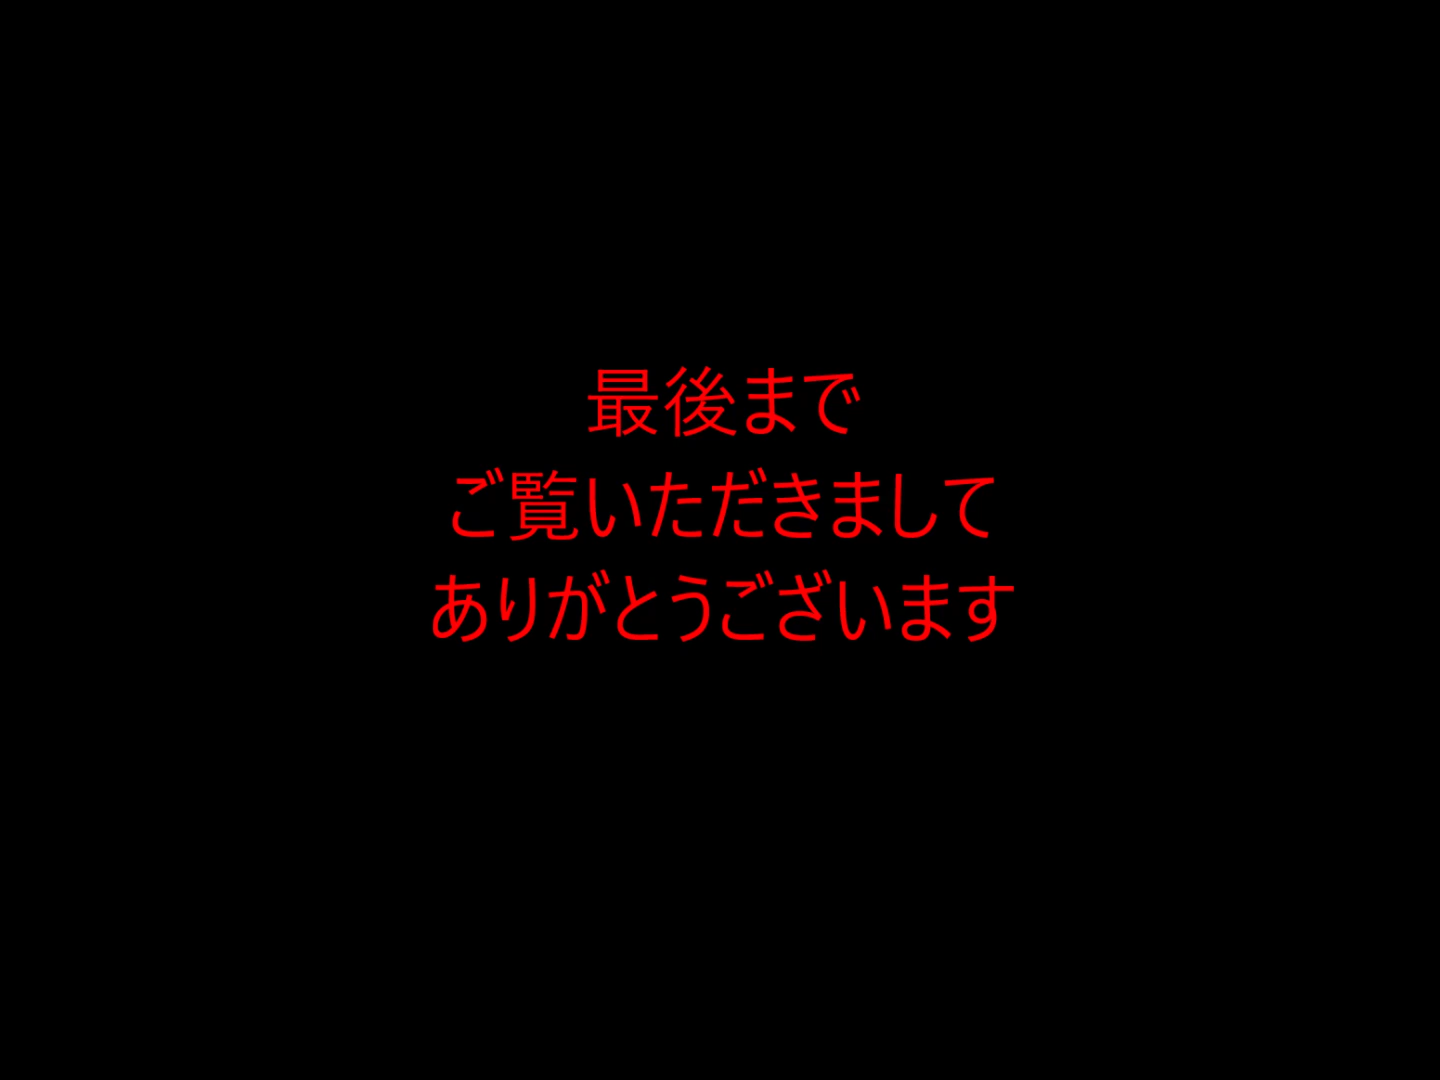 最後まで
ご覧いただきまして
ありがとうございます